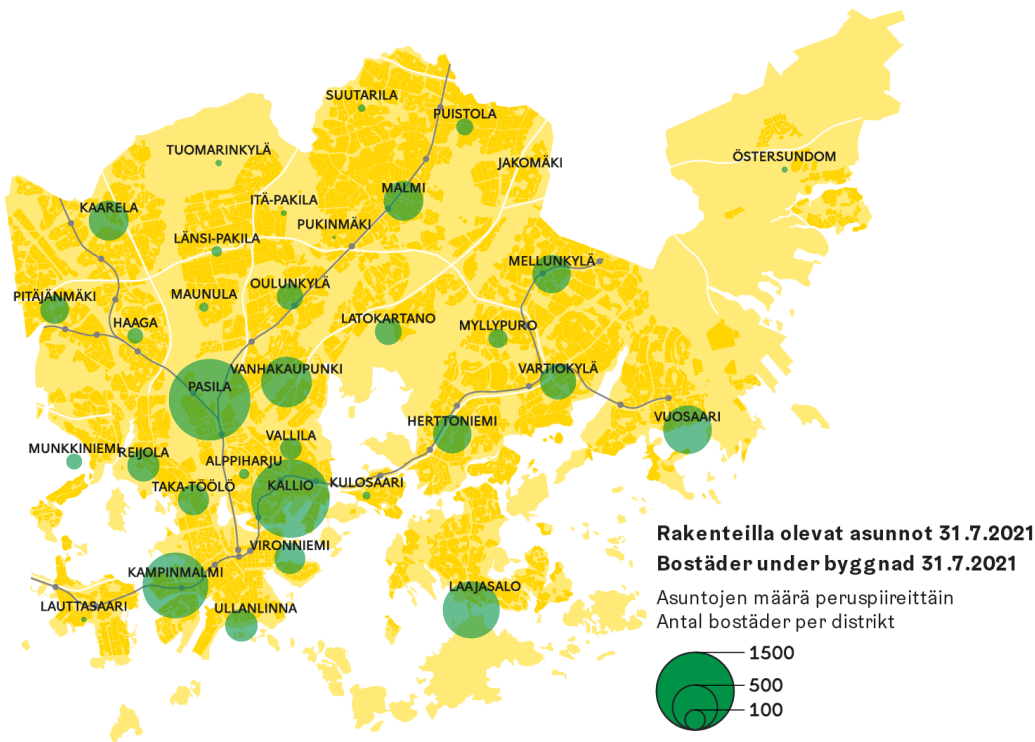 SUUTARILA
PUISTOLA
TUOMARINKYLÄ
JAKOMÄKI
ÖSTERSUNDOM
MALMI
ITÄ-PAKILA
KAARELA
PUKINMÄKI
LÄNSI-PAKILA
MELLUNKYLÄ
OULUNKYLÄ
PITÄJÄNMÄKI
MAUNULA
LATOKARTANO
HAAGA
MYLLYPURO
VANHAKAUPUNKI
VARTIOKYLÄ
PASILA
VUOSAARI
HERTTONIEMI
VALLILA
MUNKKINIEMI
REIJOLA
ALPPIHARJU
KULOSAARI
TAKA-TÖÖLÖ
KALLIO
VIRONNIEMI
KAMPINMALMI
LAAJASALO
LAUTTASAARI
ULLANLINNA
Rakenteilla olevat asunnot 31.7.2021
Bostäder under byggnad 31.7.2021
Asuntojen määrä peruspiireittäin
Antal bostäder per distrikt
1500
500
100